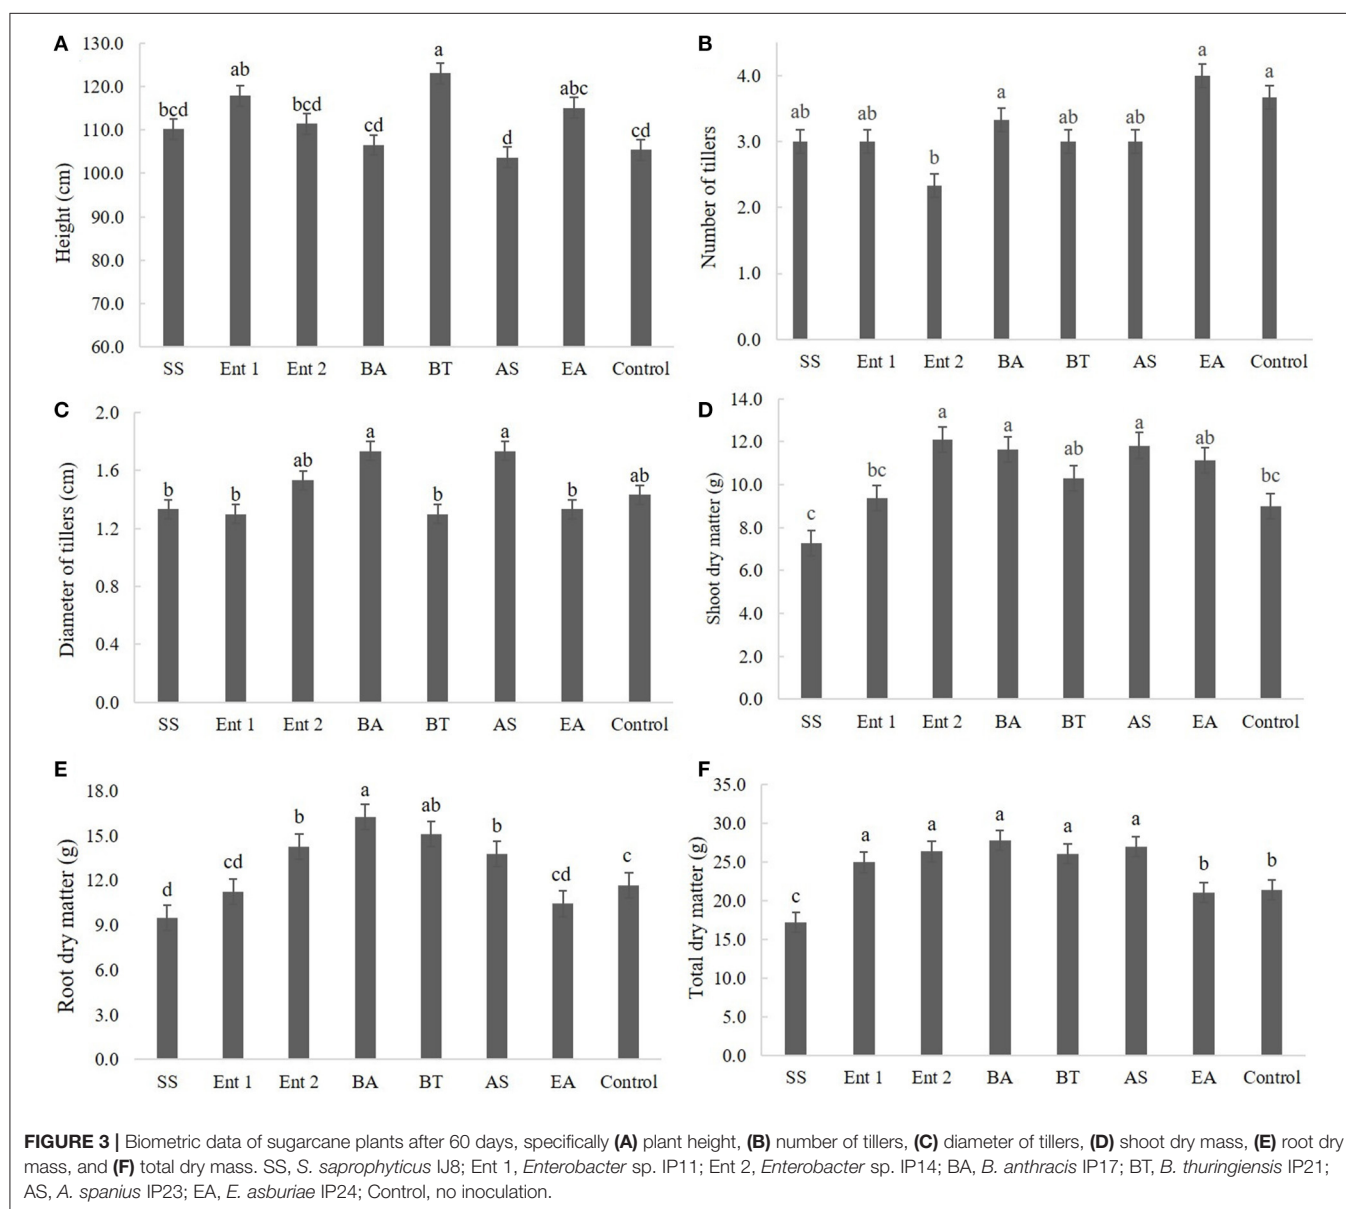 A
130.0
120.0
110.0
100.0
90.0
80.0
70.0
60.0
Height (cm)
bcd
ab
bcd
cd
a
d
abc
cd
SS Ent 1 Ent 2 BA BT AS EA Control
B
4.0
3.0
2.0
1.0
0.0
Number of tillers
ab
ab
b
a
ab
ab
a
a
SS Ent 1 Ent 2 BA BT AS EA Control
C
2.0
1.6
1.2
0.8
0.4
0.0
Diameter of tillers (cm)
b
b
ab
a
b
a
b
ab
SS Ent 1 Ent 2 BA BT AS EA Control
D
14.0
12.0
10.0
8.0
6.0
4.0
2.0
0.0
Shoot dry matter (g)
c
bc
a
a
ab
a
ab
bc
SS Ent 1 Ent 2 BA BT AS EA Control
E
18.0
15.0
12.0
9.0
6.0
3.0
0.0
Root dry matter (g)
d
cd
b
a
ab
b
cd
c
SS Ent 1 Ent 2 BA BT AS EA Control
F
35.0
30.0
25.0
20.0
15.0
10.0
5.0
0.0
Total dry matter (g)
c
a
a
a
a
a
b
b
SS Ent 1 Ent 2 BA BT AS EA Control
FIGURE 3 | Biometric data of sugarcane plants after 60 days, specifically (A) plant height, (B) number of tillers, (C) diameter of tillers, (D) shoot dry mass, (E) root dry
mass, and (F) total dry mass. SS, S. saprophyticus IJ8; Ent 1, Enterobacter sp. IP11; Ent 2, Enterobacter sp. IP14; BA, B. anthracis IP17; BT, B. thuringiensis IP21;
AS, A. spanius IP23; EA, E. asburiae IP24; Control, no inoculation.